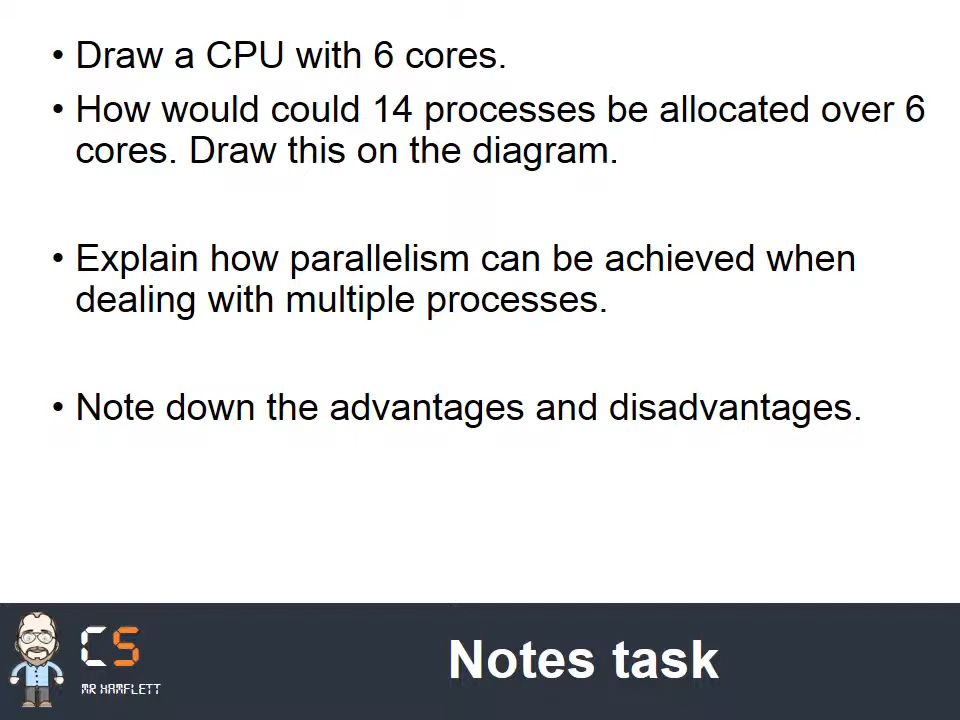 • Draw a CPU with 6 cores.
• How would could 14 processes be allocated over 6
cores. Draw this on the diagram.
• Explain how parallelism can be achieved when
dealing with multiple processes.
• Note down the advantages and disadvantages.
CS
MR HAMFLETT
Notes task